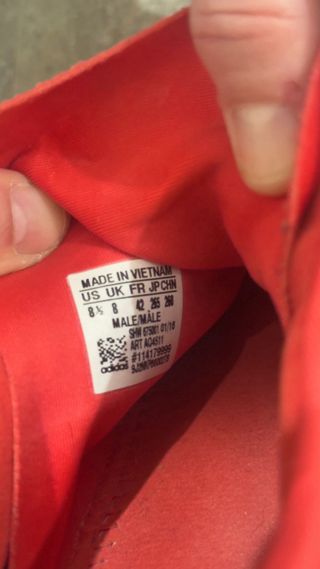 MADE IN VIETNAM
US UK FR JP CHN
8½ 8 42 265 260
MALE/MÂLE
SHW 675001 01/16
ART AQ4511
#114179999
adidas